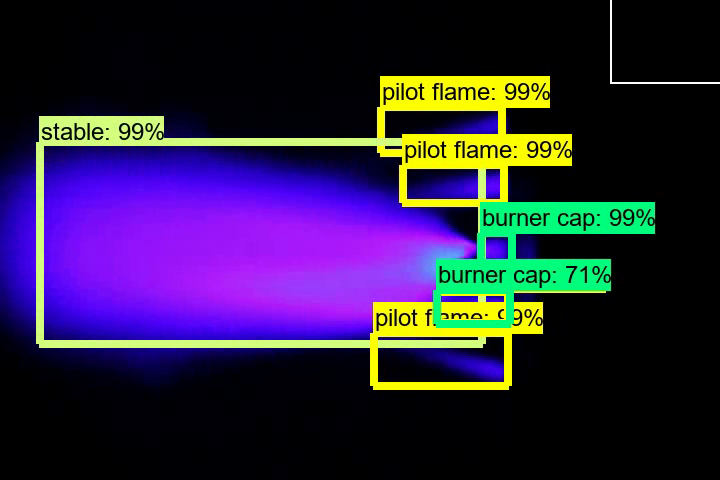 pilot flame: 99%
stable: 99%
pilot flame: 99%
burner cap: 99%
burner cap: 71%
pilot flame: 99%